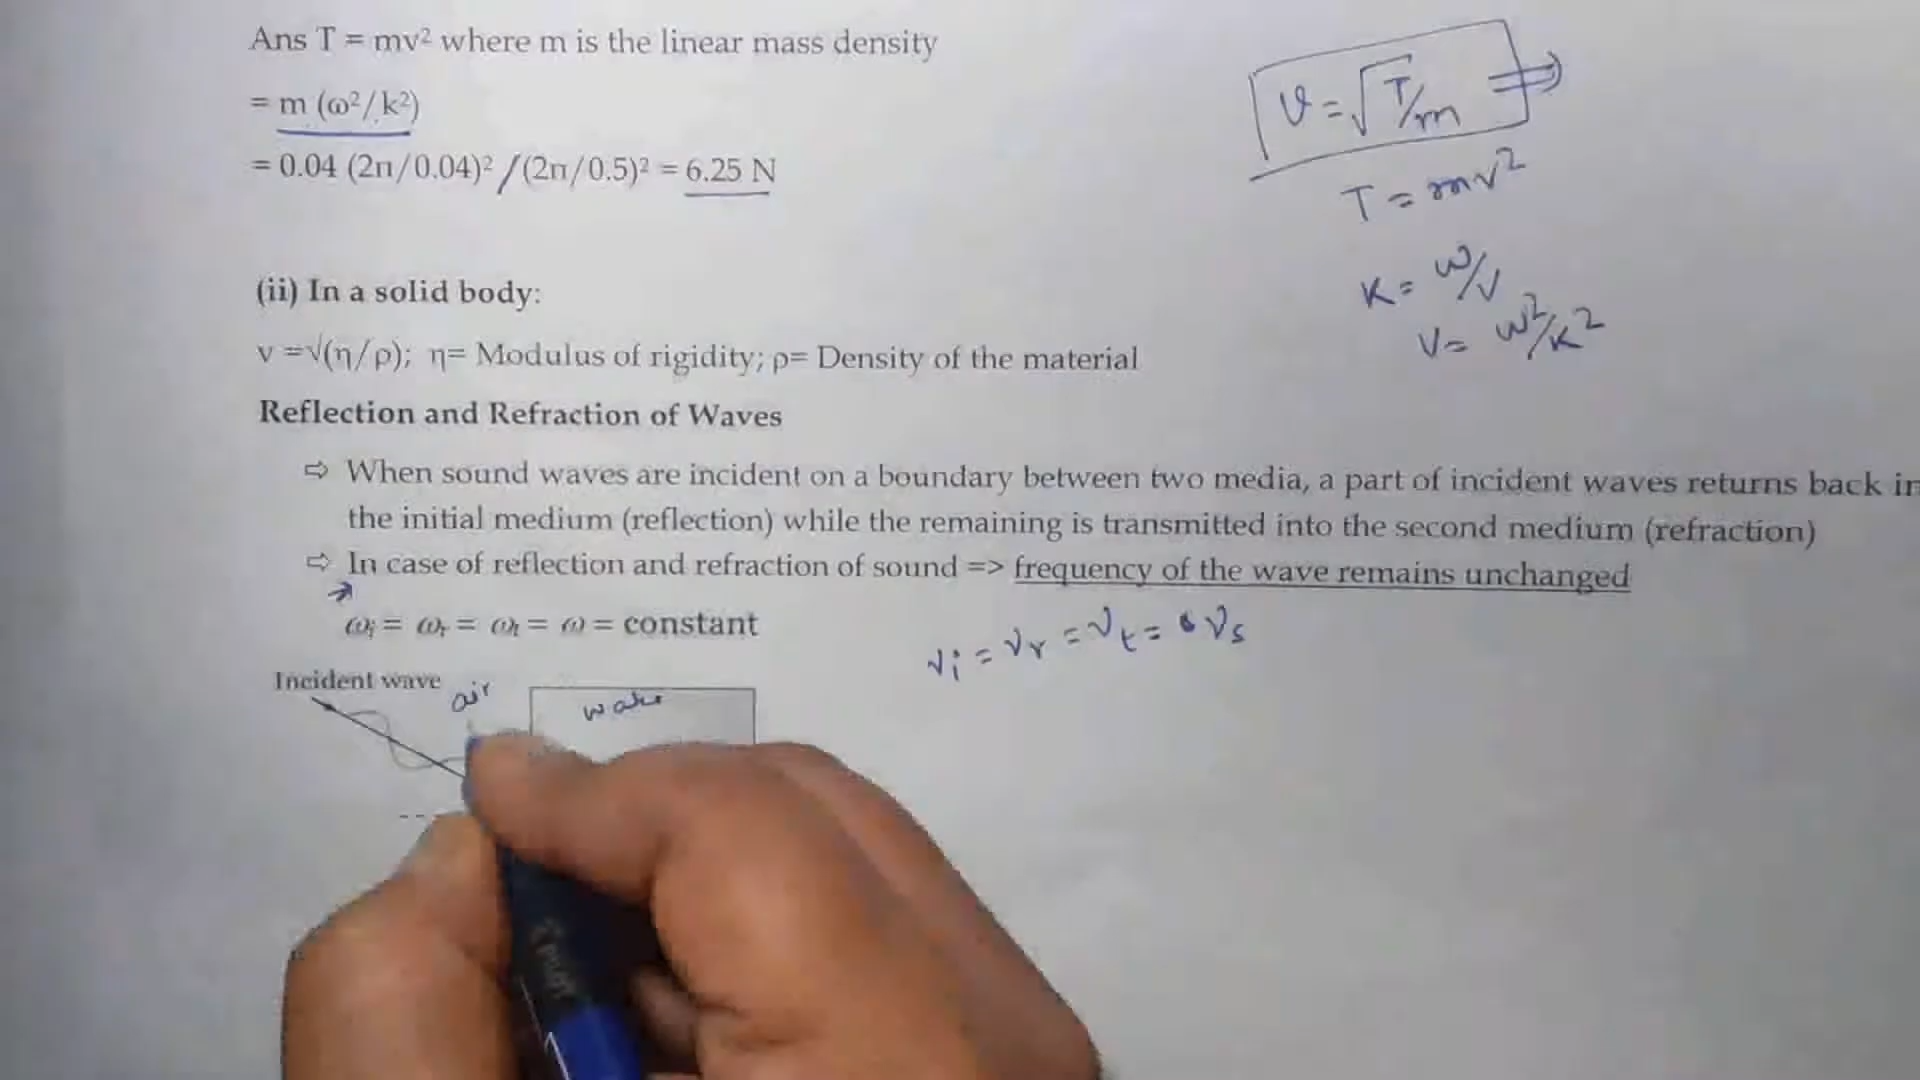 Ans T = mv² where m is the linear mass density
= m (ω²/k²)
= 0.04 (2π/0.04)² / (2π/0.5)² = 6.25 N
v = √T/m ⇒
T = mv²
K = ω/v
v = ω²/K²
(ii) In a solid body:
v =√(η/ρ); η= Modulus of rigidity; ρ= Density of the material
Reflection and Refraction of Waves
⇨ When sound waves are incident on a boundary between two media, a part of incident waves returns back in
the initial medium (reflection) while the remaining is transmitted into the second medium (refraction)
⇨ In case of reflection and refraction of sound => frequency of the wave remains unchanged
ωᵢ = ωᵣ = ωₜ = ω = constant
νi = νr = νt = νs
Incident wave
air
PILOT